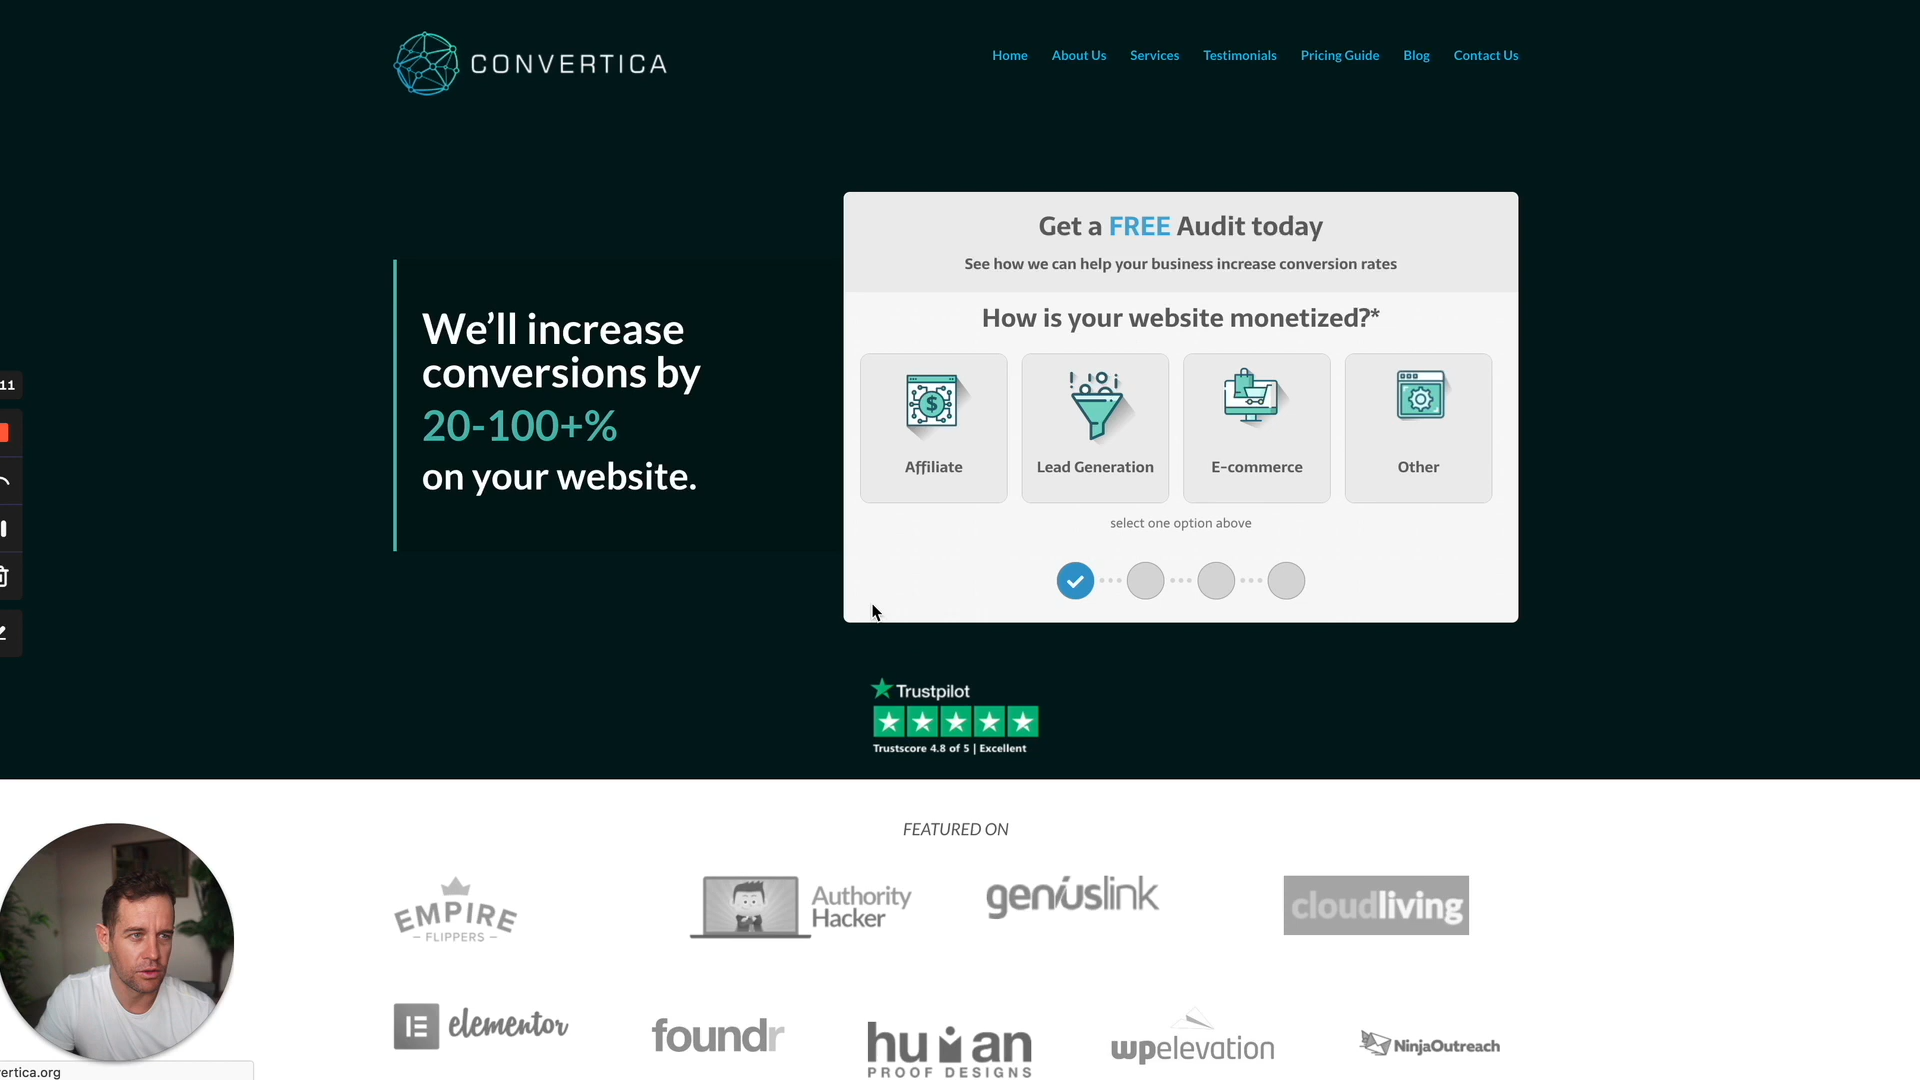 CONVERTICA
Home About Us Services Testimonials Pricing Guide Blog Contact Us
Get a FREE Audit today
See how we can help your business increase conversion rates
We'll increase
conversions by
20-100+%
on your website.
How is your website monetized?*
Affiliate Lead Generation E-commerce Other
select one option above
11
Trustpilot
Trustscore 4.8 of 5 | Excellent
FEATURED ON
EMPIRE
FLIPPERS
Authority
Hacker
geniuslink
cloudliving
elementor
foundr
human
PROOF DESIGNS
wpelevation
NinjaOutreach
ertica.org